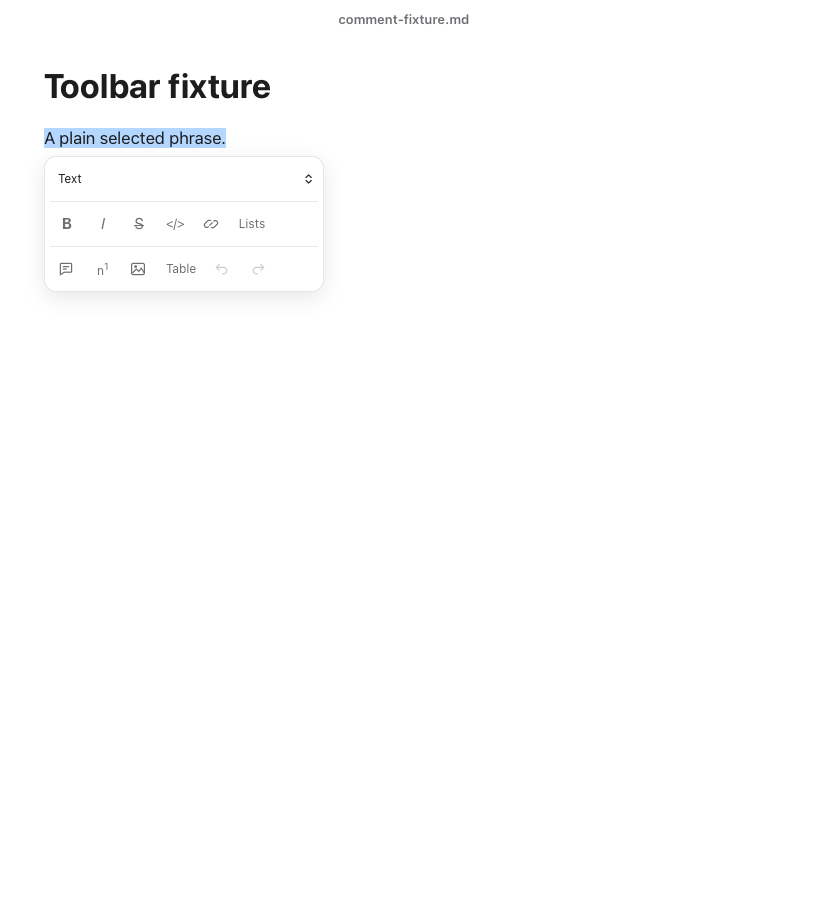 comment-fixture.md
Toolbar fixture
A plain selected phrase.
Text
B I S </> Lists
n1 Table